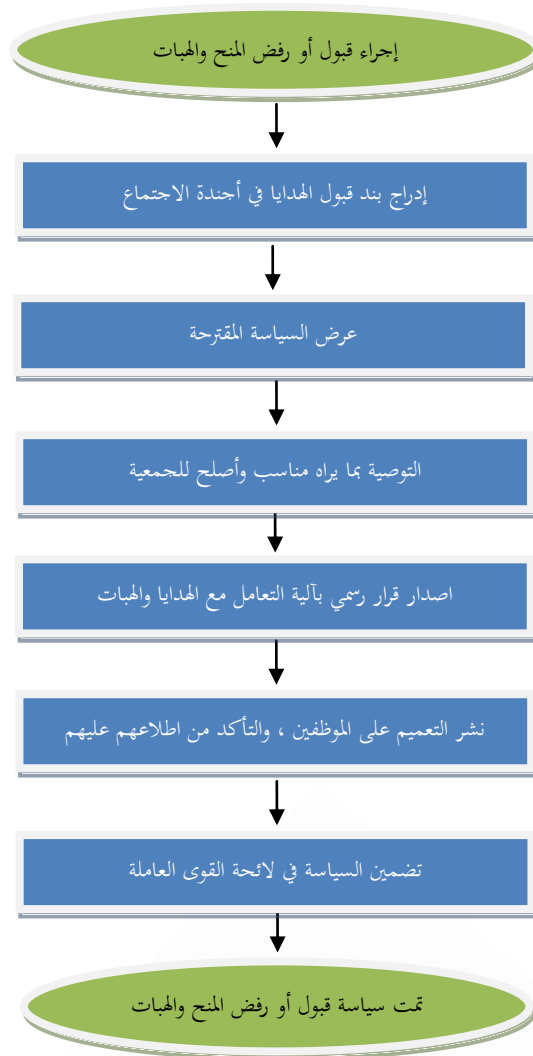 إجراء قبول أو رفض المنح والهبات
إدراج بند قبول الهدايا في أجندة الاجتماع
عرض السياسة المقترحة
التوصية بما يراه مناسب وأصلح للجمعية
اصدار قرار رسمي بآلية التعامل مع الهدايا والهبات
نشر التعميم على الموظفين ، والتأكد من اطلاعهم عليهم
تضمين السياسة في لائحة القوى العاملة
تمت سياسة قبول أو رفض المنح والهبات